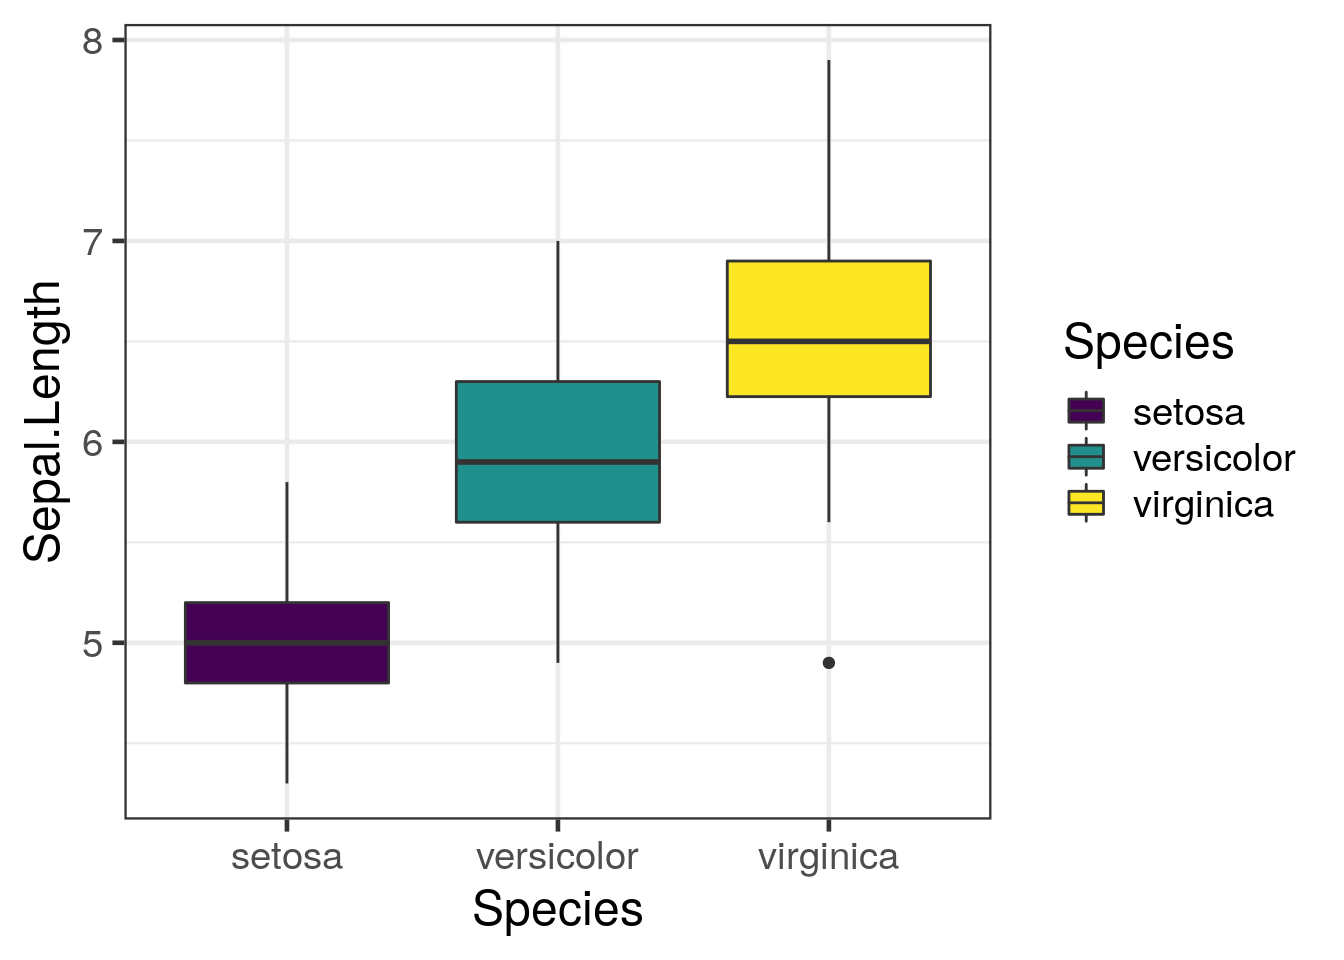 8
7
6
5
Sepal.Length
setosa
versicolor
virginica
Species
Species
setosa
versicolor
virginica